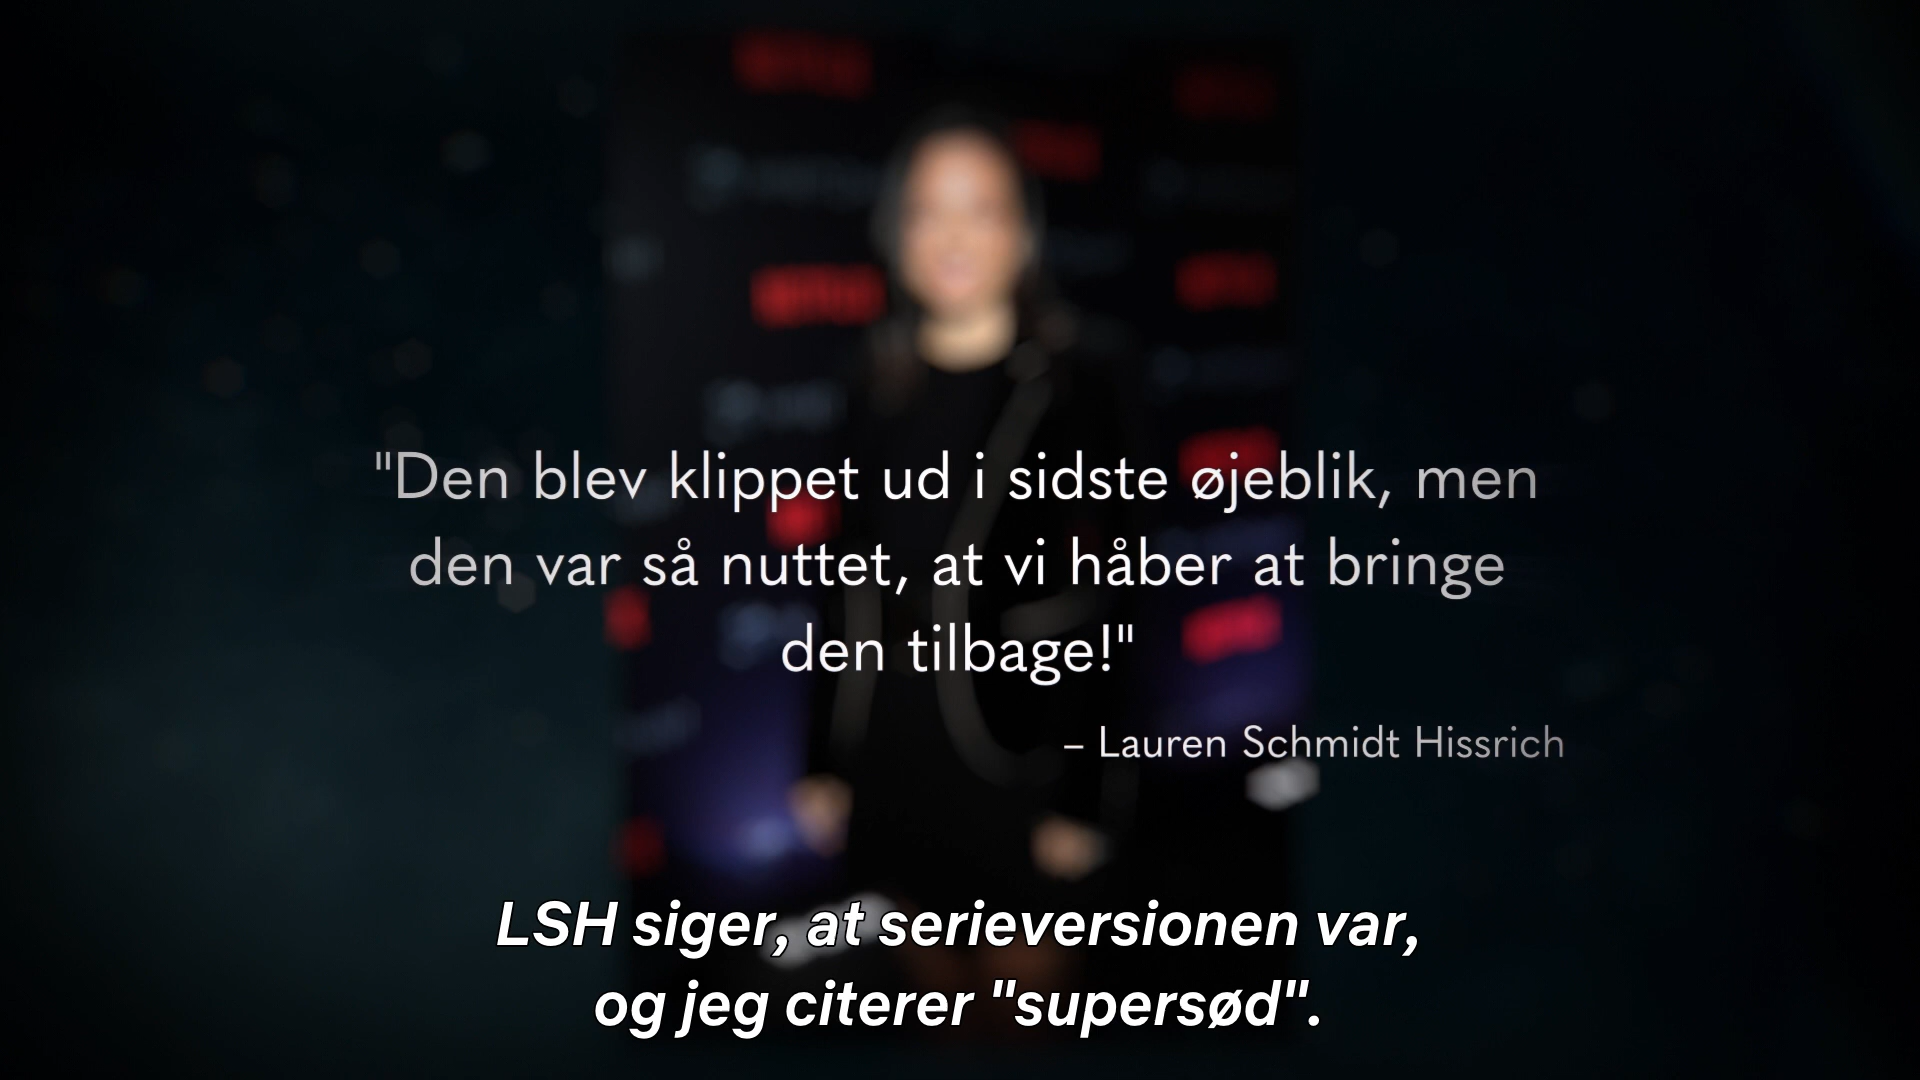 "Den blev klippet ud i sidste øjeblik, men
den var så nuttet, at vi håber at bringe
den tilbage!"
– Lauren Schmidt Hissrich
LSH siger, at serieversionen var,
og jeg citerer "supersød".